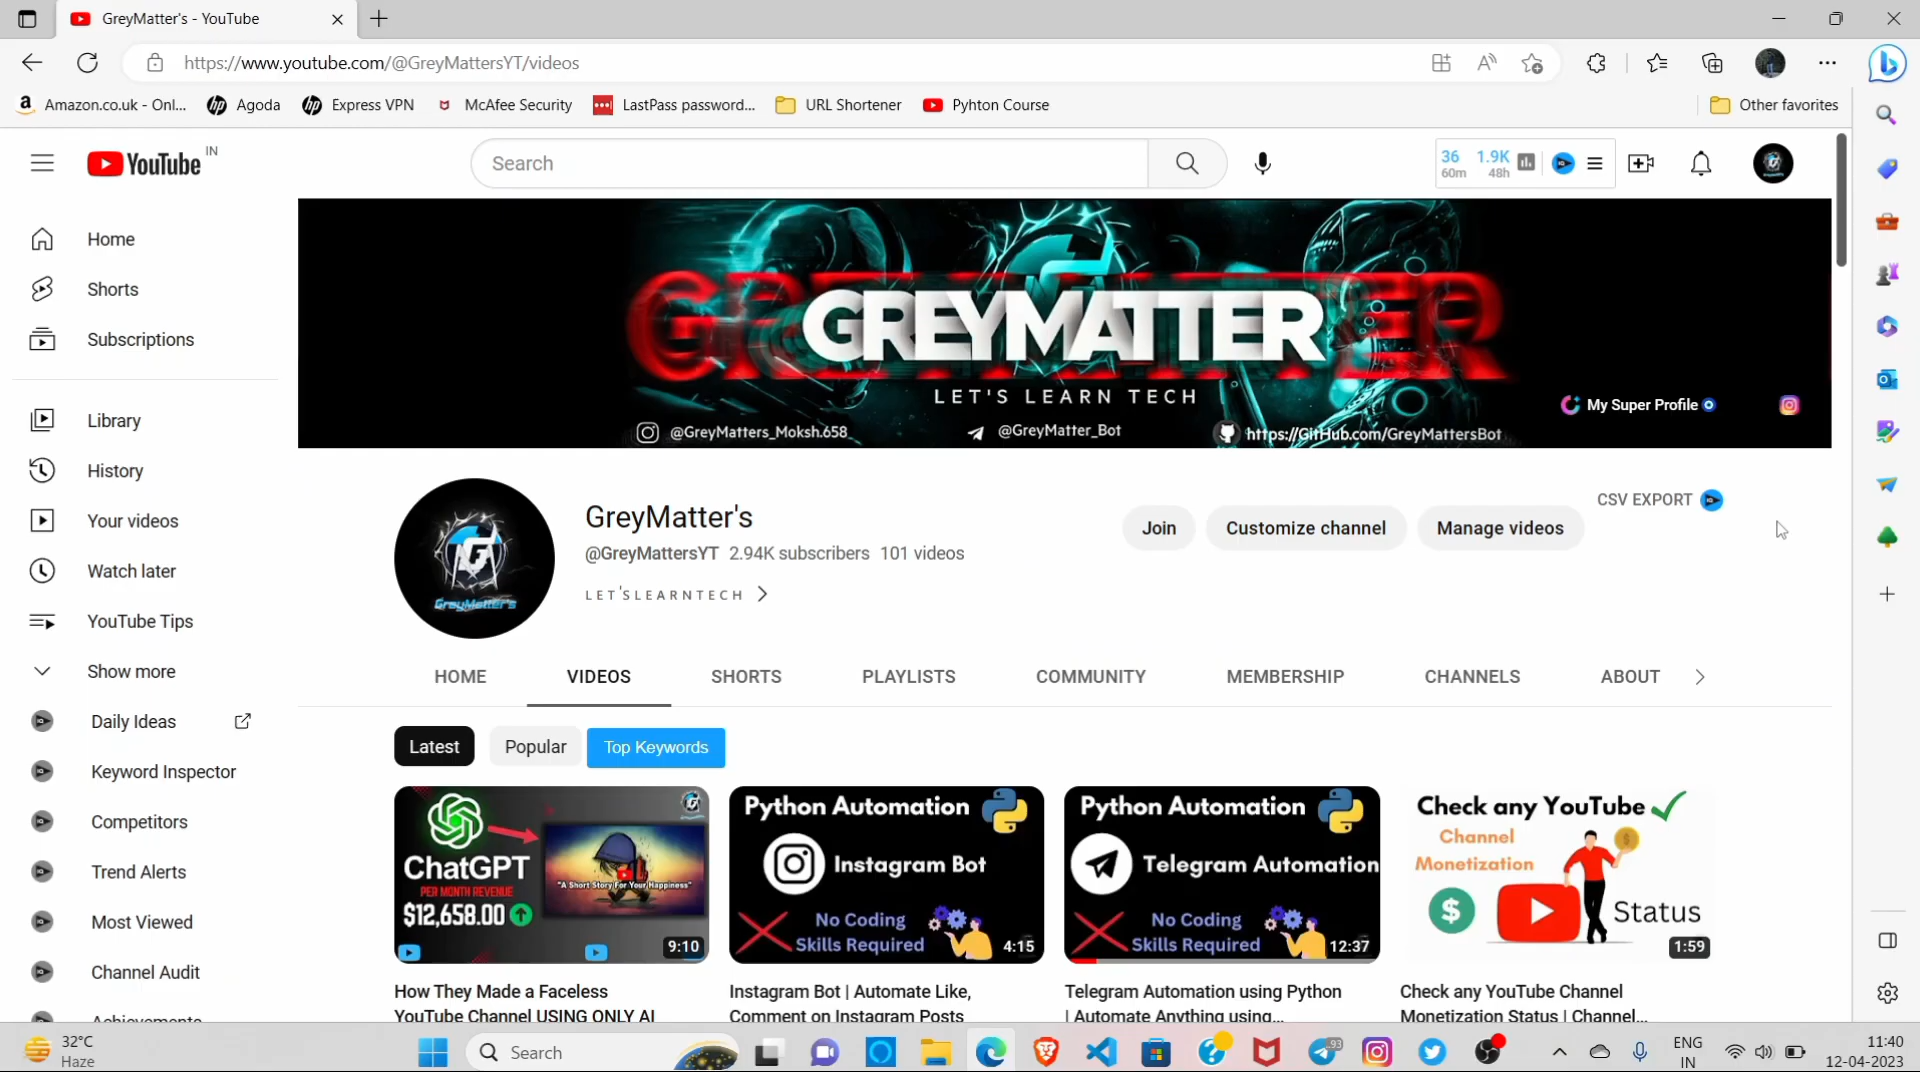 GreyMatter's - YouTube
https://www.youtube.com/@GreyMattersYT/videos
Amazon.co.uk - Onl...
Agoda
Express VPN
McAfee Security
LastPass password...
URL Shortener
Pyhton Course
Other favorites
YouTube IN
Search
36 60m
1.9K 48h
Home
Shorts
Subscriptions
Library
History
Your videos
Watch later
YouTube Tips
Show more
Daily Ideas
Keyword Inspector
Competitors
Trend Alerts
Most Viewed
Channel Audit
Achievements
GREYMATTER
LET'S LEARN TECH
@GreyMatters_Moksh.658
@GreyMatter_Bot
https://GitHub.com/GreyMattersBot
My Super Profile
GreyMatter's
GreyMatter's
@GreyMattersYT 2.94K subscribers 101 videos
LET'SLEARNTECH
Join
Customize channel
Manage videos
CSV EXPORT
HOME
VIDEOS
SHORTS
PLAYLISTS
COMMUNITY
MEMBERSHIP
CHANNELS
ABOUT
Latest
Popular
Top Keywords
ChatGPT
PER MONTH REVENUE
$12,658.00
"A Short Story For Your Happiness"
9:10
How They Made a Faceless
YouTube Channel USING ONLY AI
Python Automation
Instagram Bot
No Coding
Skills Required
4:15
Instagram Bot | Automate Like,
Comment on Instagram Posts
Python Automation
Telegram Automation
No Coding
Skills Required
12:37
Telegram Automation using Python
| Automate Anything using...
Check any YouTube
Channel
Monetization
Status
1:59
Check any YouTube Channel
Monetization Status | Channel...
32°C
Haze
Search
93
ENG
IN
11:40
12-04-2023